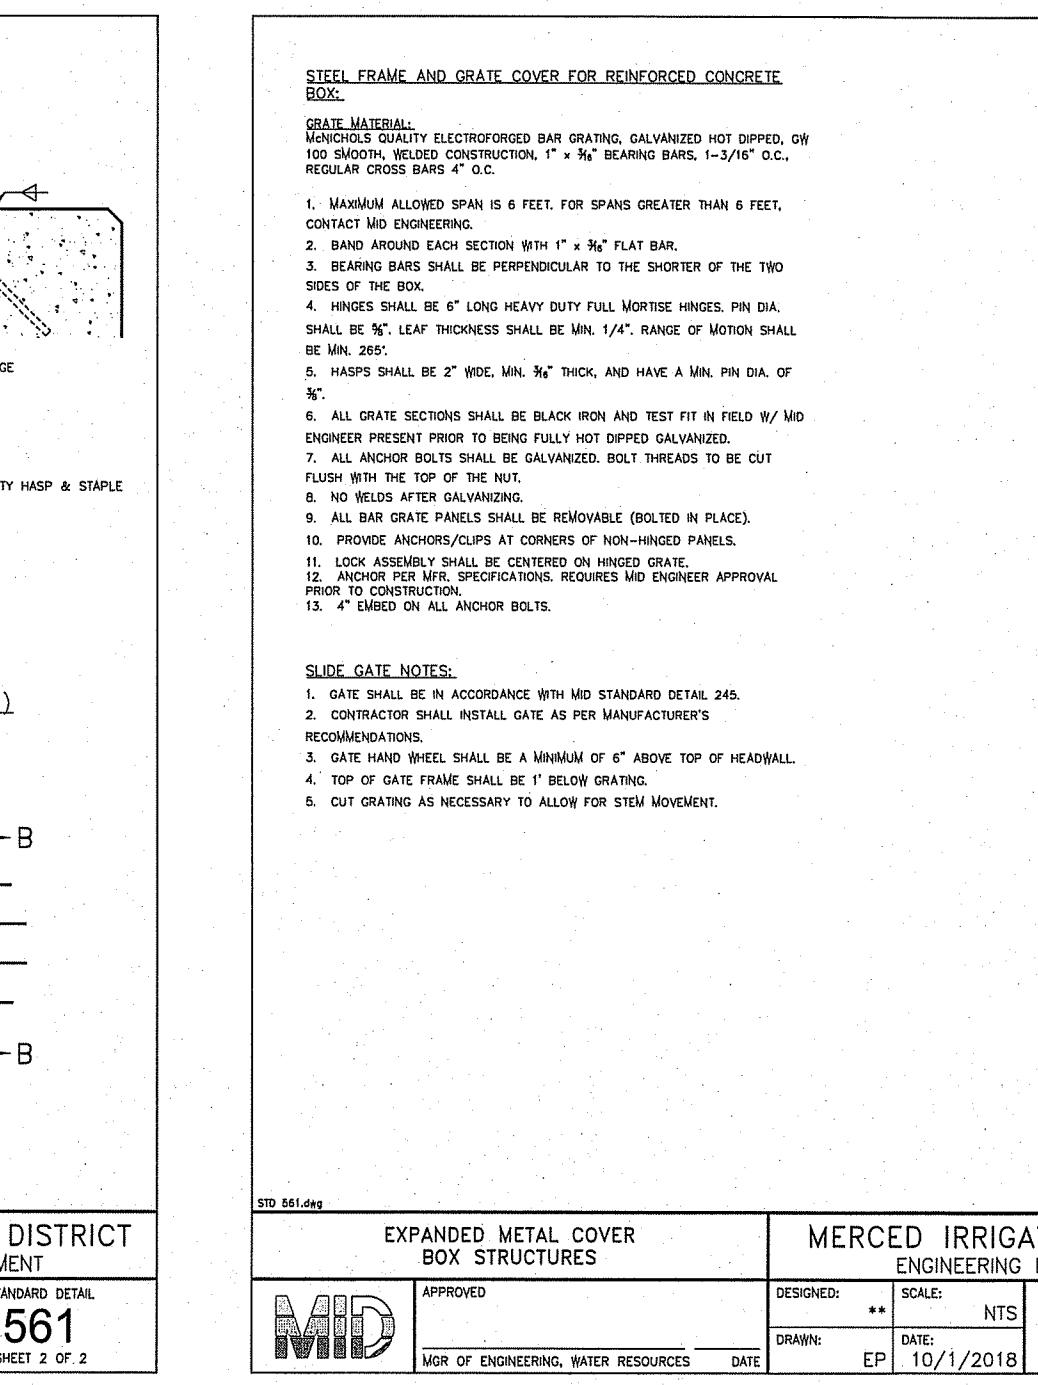 GE
TY HASP & STAPLE
)
B
B
DISTRICT
MENT
ANDARD DETAIL
561
SHEET 2 OF 2
STEEL FRAME AND GRATE COVER FOR REINFORCED CONCRETE
BOX:
GRATE MATERIAL:
McNICHOLS QUALITY ELECTROFORGED BAR GRATING, GALVANIZED HOT DIPPED, GW
100 SMOOTH, WELDED CONSTRUCTION, 1" x 3/16" BEARING BARS, 1-3/16" O.C.,
REGULAR CROSS BARS 4" O.C.
1. MAXIMUM ALLOWED SPAN IS 6 FEET. FOR SPANS GREATER THAN 6 FEET,
CONTACT MID ENGINEERING.
2. BAND AROUND EACH SECTION WITH 1" x 3/16" FLAT BAR.
3. BEARING BARS SHALL BE PERPENDICULAR TO THE SHORTER OF THE TWO
SIDES OF THE BOX.
4. HINGES SHALL BE 6" LONG HEAVY DUTY FULL MORTISE HINGES. PIN DIA.
SHALL BE LEAF THICKNESS SHALL BE MIN. 1/4". RANGE OF MOTION SHALL
BE MIN. 265°.
5. HASPS SHALL BE 2" WIDE, MIN. 3/16" THICK, AND HAVE A MIN. PIN DIA. OF
3/8".
6. ALL GRATE SECTIONS SHALL BE BLACK IRON AND TEST FIT IN FIELD W/ MID
ENGINEER PRESENT PRIOR TO BEING FULLY HOT DIPPED GALVANIZED.
7. ALL ANCHOR BOLTS SHALL BE GALVANIZED. BOLT THREADS TO BE CUT
FLUSH WITH THE TOP OF THE NUT.
8. NO WELDS AFTER GALVANIZING.
9. ALL BAR GRATE PANELS SHALL BE REMOVABLE (BOLTED IN PLACE).
10. PROVIDE ANCHORS/CLIPS AT CORNERS OF NON-HINGED PANELS.
11. LOCK ASSEMBLY SHALL BE CENTERED ON HINGED GRATE.
12. ANCHOR PER MFR. SPECIFICATIONS. REQUIRES MID ENGINEER APPROVAL
PRIOR TO CONSTRUCTION.
13. 4" EMBED ON ALL ANCHOR BOLTS.
SLIDE GATE NOTES:
1. GATE SHALL BE IN ACCORDANCE WITH MID STANDARD DETAIL 245.
2. CONTRACTOR SHALL INSTALL GATE AS PER MANUFACTURER'S
RECOMMENDATIONS.
3. GATE HAND WHEEL SHALL BE A MINIMUM OF 6" ABOVE TOP OF HEADWALL.
4. TOP OF GATE FRAME SHALL BE 1' BELOW GRATING.
5. CUT GRATING AS NECESSARY TO ALLOW FOR STEM MOVEMENT.
STD 561.dwg
EXPANDED METAL COVER
BOX STRUCTURES
MERCED IRRIGA
ENGINEERING
MID
APPROVED
MGR OF ENGINEERING, WATER RESOURCES DATE
DESIGNED:
**
SCALE:
NTS
DRAWN:
EP
DATE:
10/1/2018